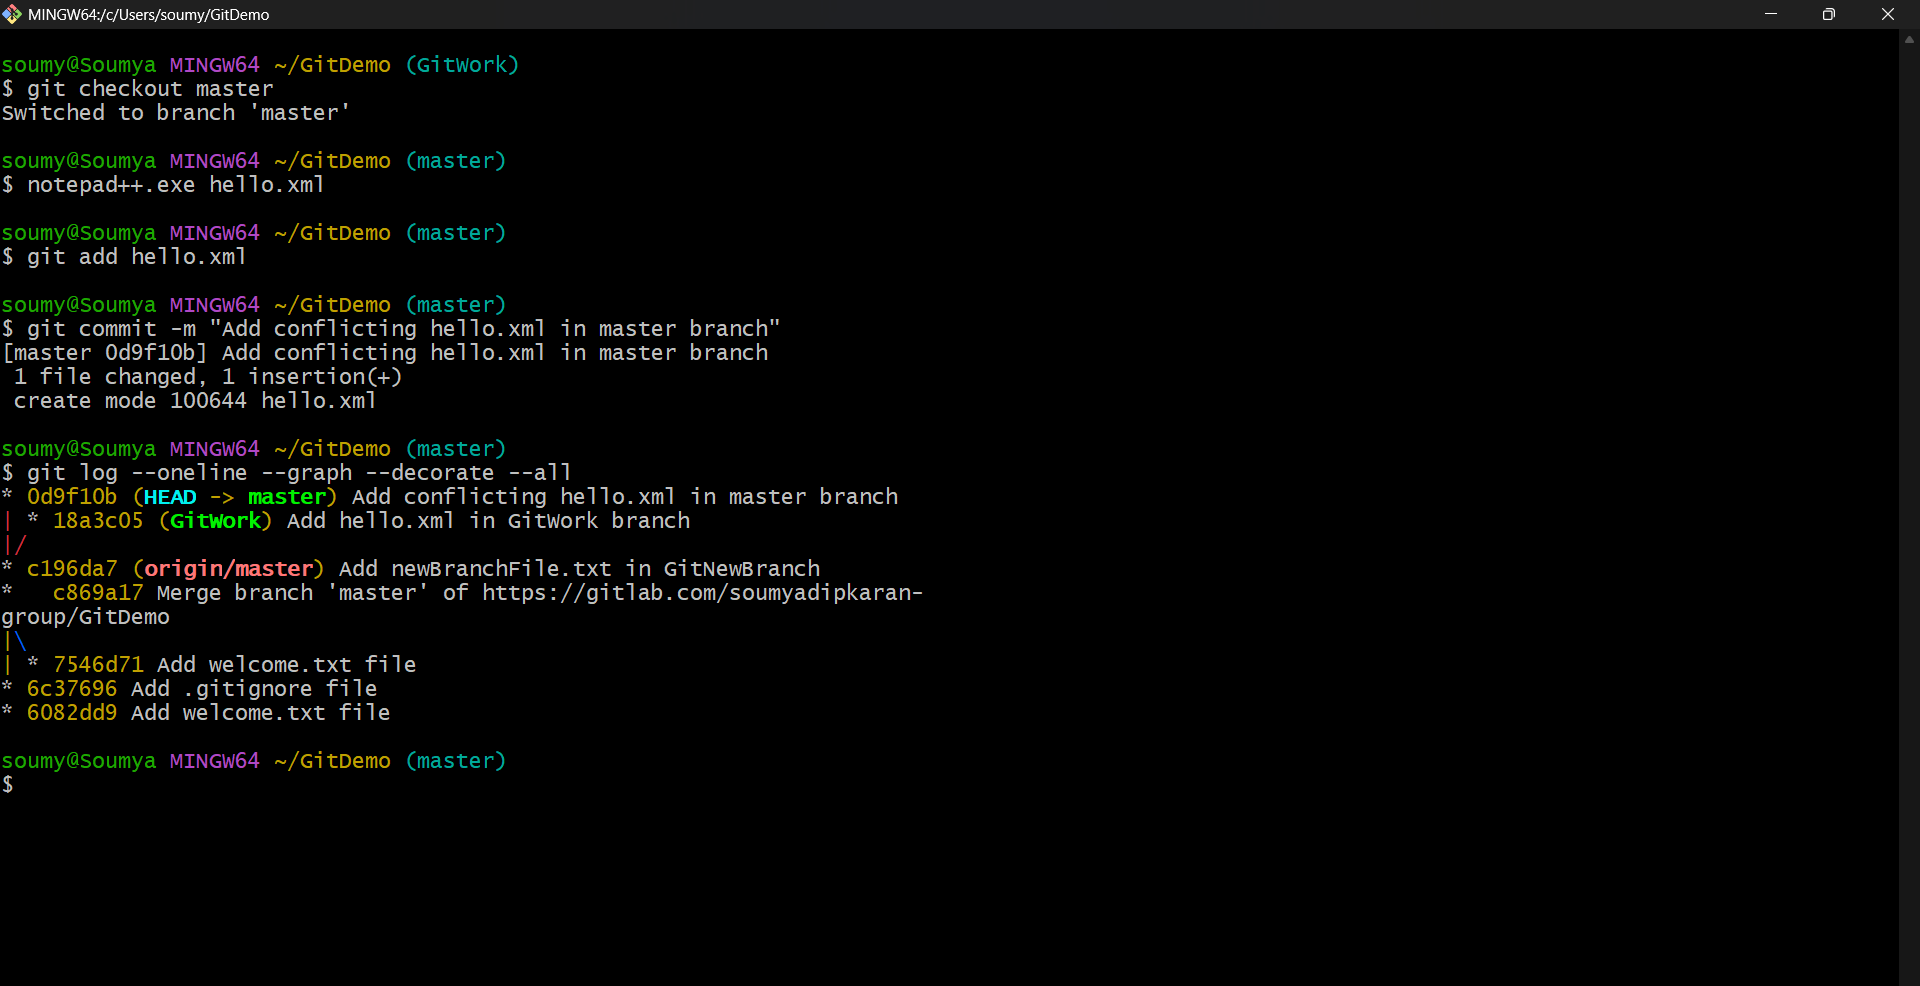 MINGW64:/c/Users/soumy/GitDemo
soumy@Soumya MINGW64 ~/GitDemo (GitWork)
$ git checkout master
Switched to branch 'master'
soumy@Soumya MINGW64 ~/GitDemo (master)
$ notepad++.exe hello.xml
soumy@Soumya MINGW64 ~/GitDemo (master)
$ git add hello.xml
soumy@Soumya MINGW64 ~/GitDemo (master)
$ git commit -m "Add conflicting hello.xml in master branch"
[master 0d9f10b] Add conflicting hello.xml in master branch
 1 file changed, 1 insertion(+)
 create mode 100644 hello.xml
soumy@Soumya MINGW64 ~/GitDemo (master)
$ git log --oneline --graph --decorate --all
* 0d9f10b (HEAD -> master) Add conflicting hello.xml in master branch
| * 18a3c05 (GitWork) Add hello.xml in GitWork branch
|/
* c196da7 (origin/master) Add newBranchFile.txt in GitNewBranch
*   c869a17 Merge branch 'master' of https://gitlab.com/soumyadipkaran-
group/GitDemo
|\
| * 7546d71 Add welcome.txt file
* 6c37696 Add .gitignore file
* 6082dd9 Add welcome.txt file
soumy@Soumya MINGW64 ~/GitDemo (master)
$